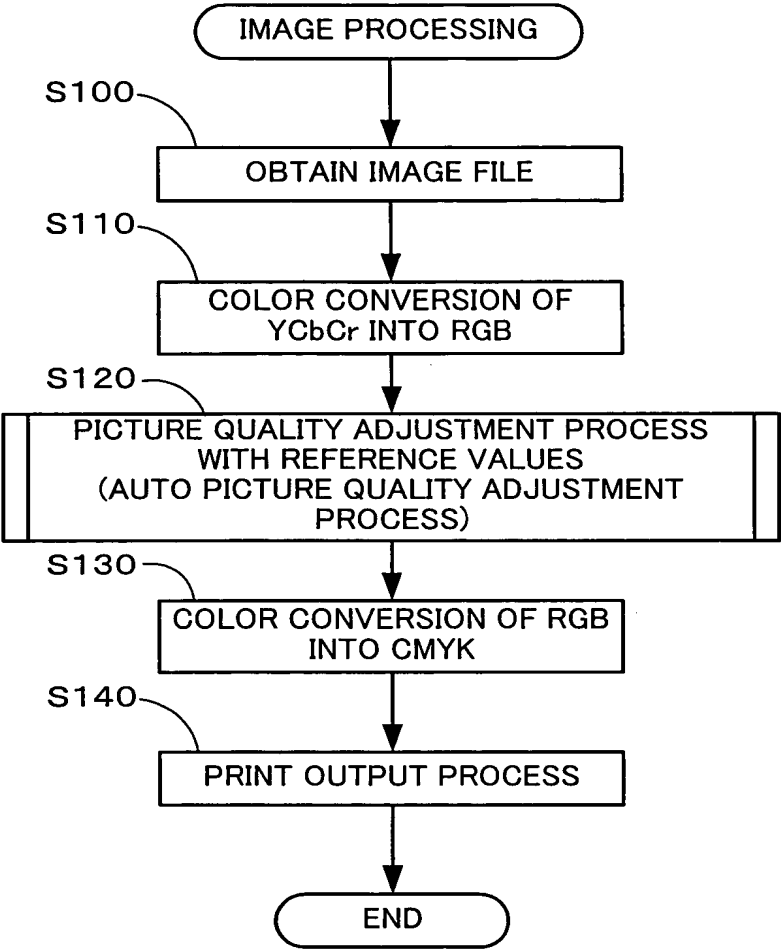 IMAGE PROCESSING
S100
OBTAIN IMAGE FILE
S110
COLOR CONVERSION OF
YCbCr INTO RGB
S120
PICTURE QUALITY ADJUSTMENT PROCESS
WITH REFERENCE VALUES
(AUTO PICTURE QUALITY ADJUSTMENT
PROCESS)
S130
COLOR CONVERSION OF RGB
INTO CMYK
S140
PRINT OUTPUT PROCESS
END